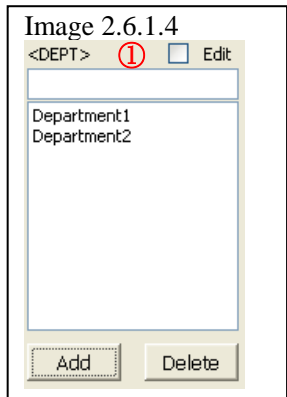 Image 2.6.1.4
<DEPT> ① Edit
Department1
Department2
Add Delete